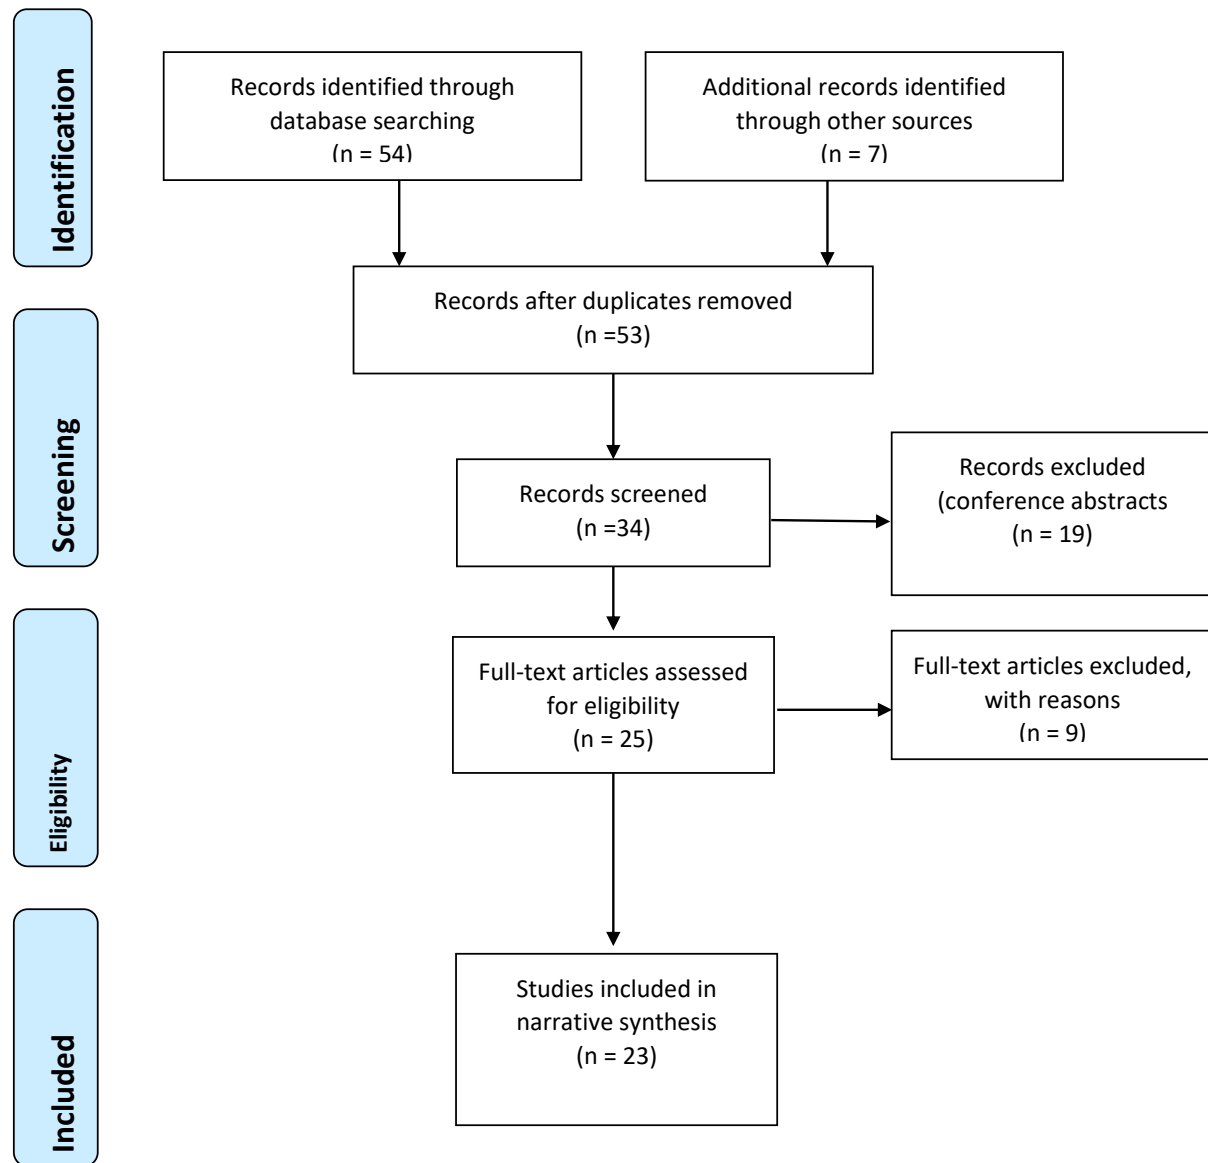 Identification
Records identified through
database searching
(n = 54)
Additional records identified
through other sources
(n = 7)
Records after duplicates removed
(n =53)
Screening
Records screened
(n =34)
Records excluded
(conference abstracts
(n = 19)
Eligibility
Full-text articles assessed
for eligibility
(n = 25)
Full-text articles excluded,
with reasons
(n = 9)
Included
Studies included in
narrative synthesis
(n = 23)